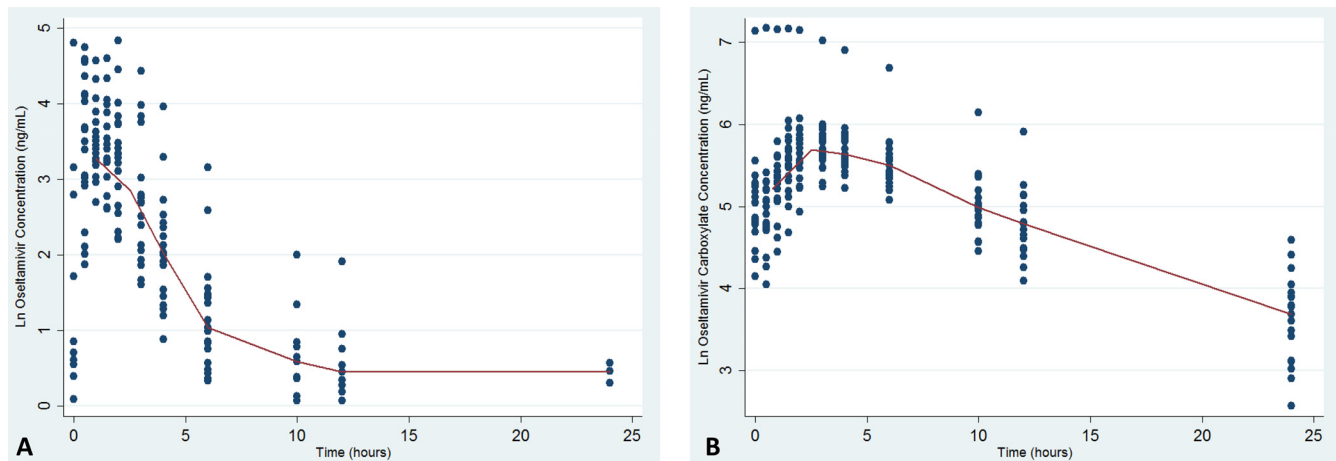 Ln Oseltamivir Concentration (ng/mL)
5
4
3
2
1
0
0 5 10 15 20 25
Time (hours)
A
Ln Oseltamivir Carboxylate Concentration (ng/mL)
7
6
5
4
3
0 5 10 15 20 25
Time (hours)
B